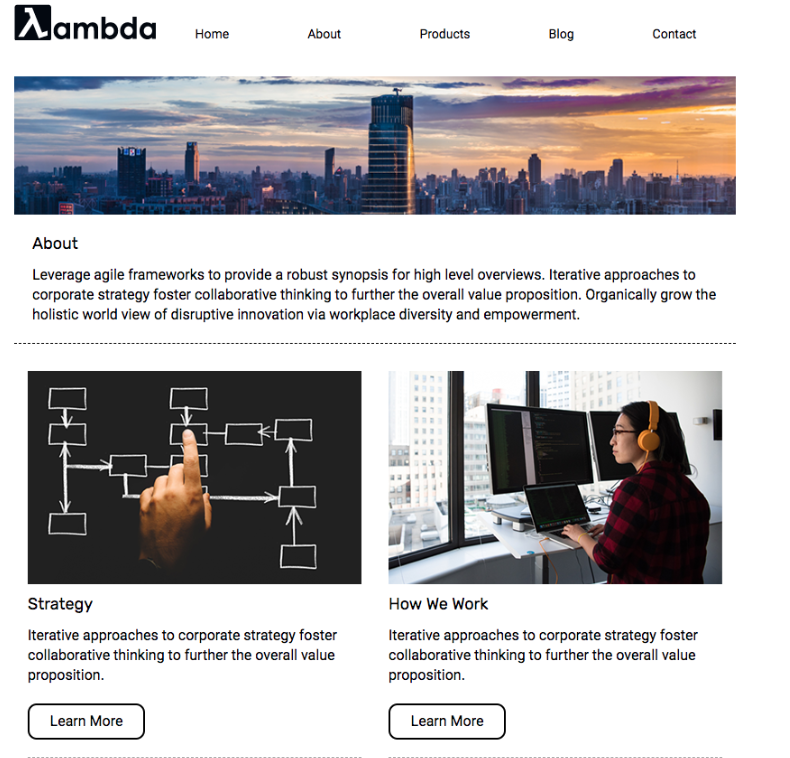 λambda
Home About Products Blog Contact
About
Leverage agile frameworks to provide a robust synopsis for high level overviews. Iterative approaches to
corporate strategy foster collaborative thinking to further the overall value proposition. Organically grow the
holistic world view of disruptive innovation via workplace diversity and empowerment.
Strategy
Iterative approaches to corporate strategy foster
collaborative thinking to further the overall value
proposition.
Learn More
How We Work
Iterative approaches to corporate strategy foster
collaborative thinking to further the overall value
proposition.
Learn More